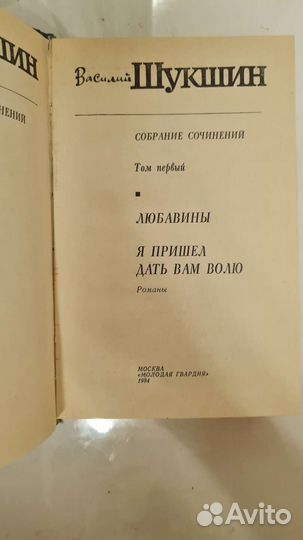 ШИН
НЕНИЙ
Василий Шукшин
СОБРАНИЕ СОЧИНЕНИЙ
Том первый
ЛЮБАВИНЫ
Я ПРИШЕЛ
ДАТЬ ВАМ ВОЛЮ
Романы
МОСКВА
«МОЛОДАЯ ГВАРДИЯ»
1984
Avito